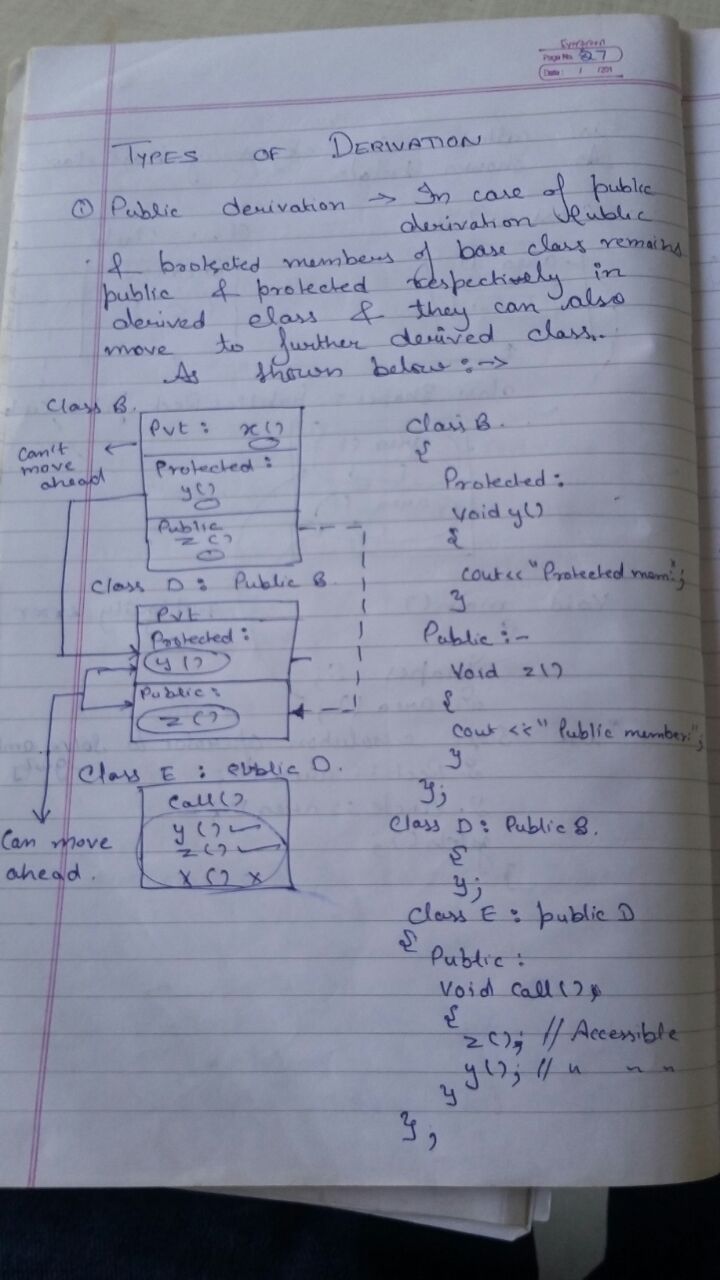 Evergreen
Page No. 27
Date: / /201
TYPES OF DERIVATION
① Public derivation → In case of public
derivation public
& protected members of base class remains
public & protected respectively in
derived class & they can also
move to further derived class.
As shown below :→
Class B.
Pvt : x()
Can't
move
ahead
Protected :
y()
Public
z()
Class D : Public B
Pvt
Protected :
y()
Public :
z()
Class E : public D.
Call()
y() ✓
z() ✓
x() x
Can move
ahead.
Class B.
{
Protected :
void y()
{
cout<< "Protected mem";
}
Public :-
Void z()
{
cout << "Public member:";
}
};
Class D : Public B.
{
};
Class E : public D
{
Public :
Void Call()
{
z(); // Accessible
y(); // " " "
}
};